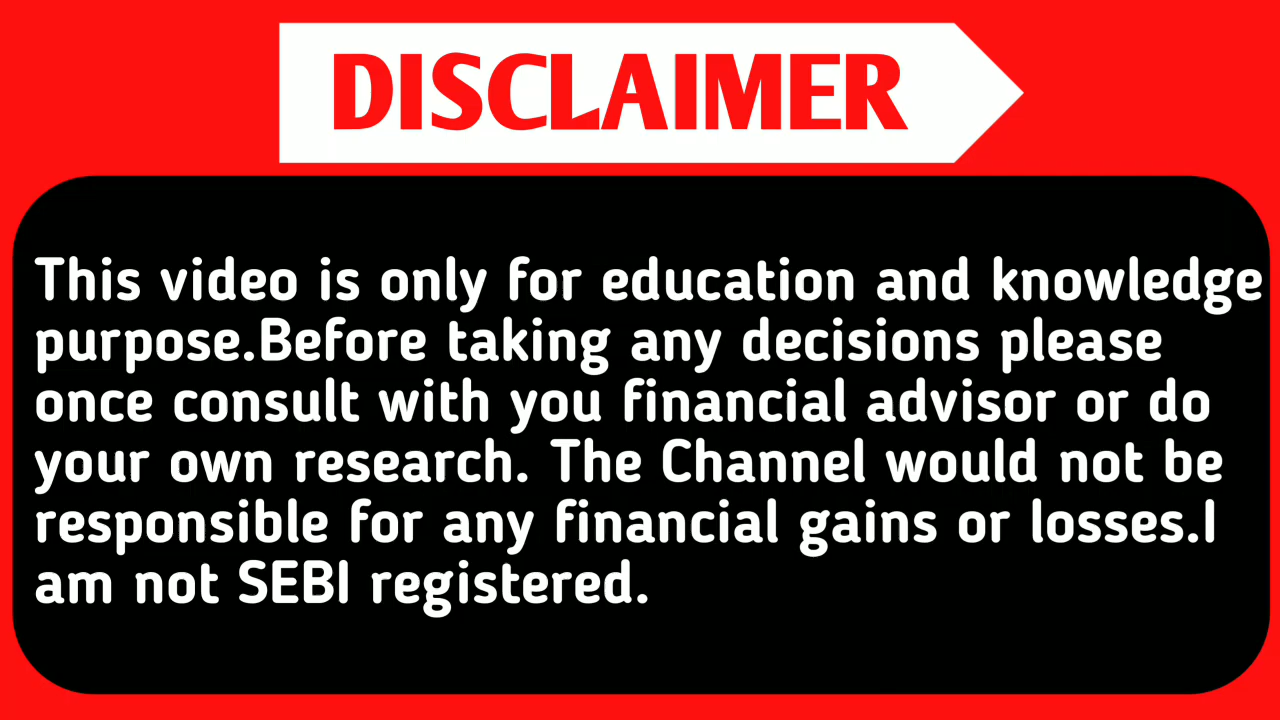 DISCLAIMER
This video is only for education and knowledge
purpose.Before taking any decisions please
once consult with you financial advisor or do
your own research. The Channel would not be
responsible for any financial gains or losses.I
am not SEBI registered.